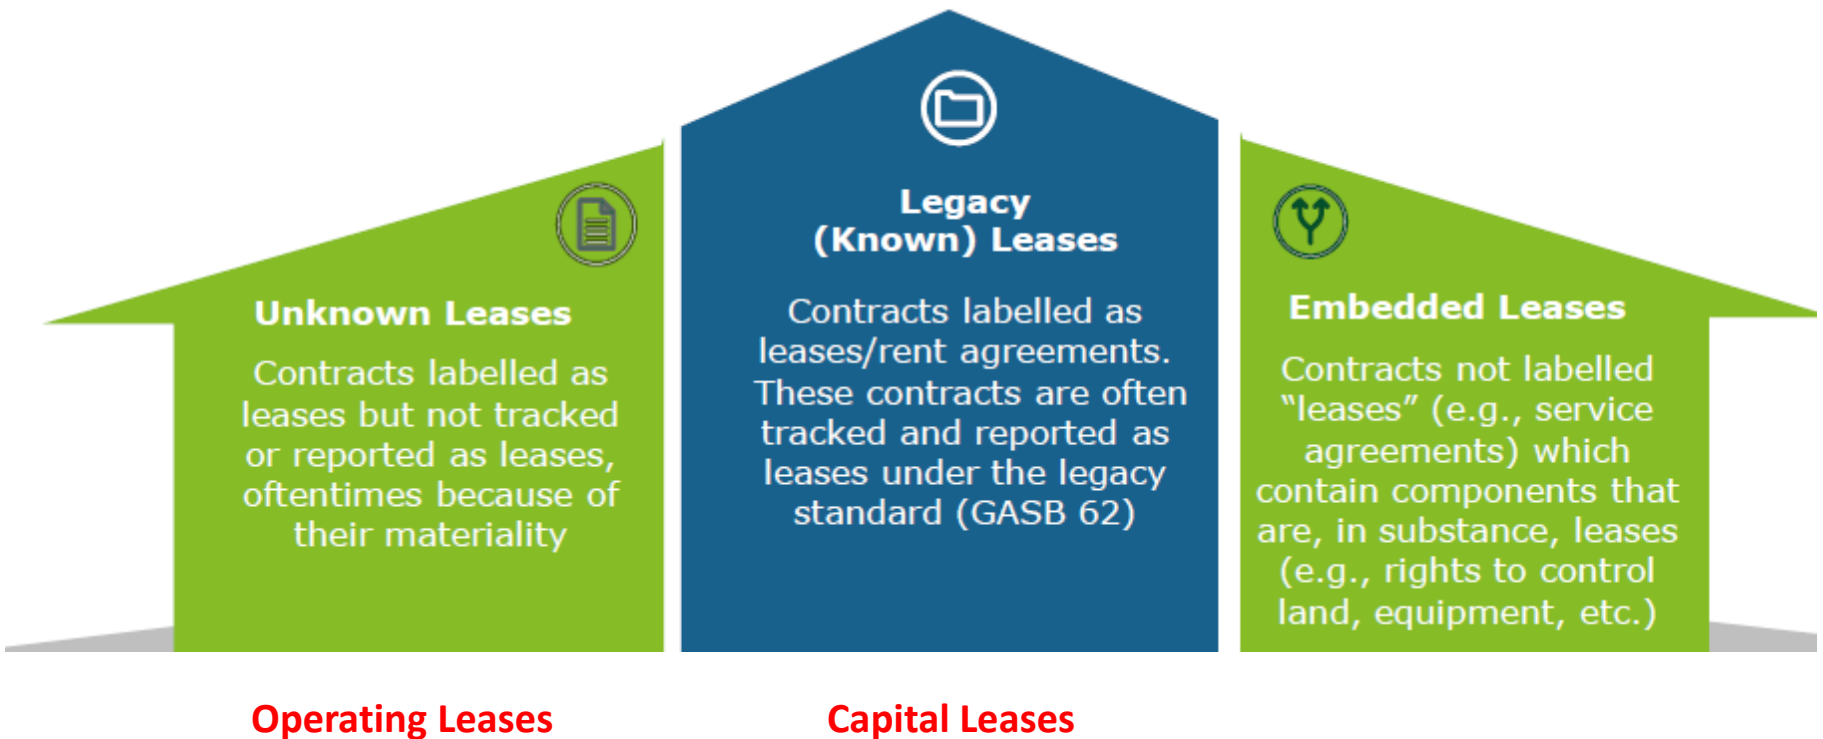 Unknown Leases
Contracts labelled as
leases but not tracked
or reported as leases,
oftentimes because of
their materiality
Legacy
(Known) Leases
Contracts labelled as
leases/rent agreements.
These contracts are often
tracked and reported as
leases under the legacy
standard (GASB 62)
Embedded Leases
Contracts not labelled
“leases” (e.g., service
agreements) which
contain components that
are, in substance, leases
(e.g., rights to control
land, equipment, etc.)
Operating Leases
Capital Leases